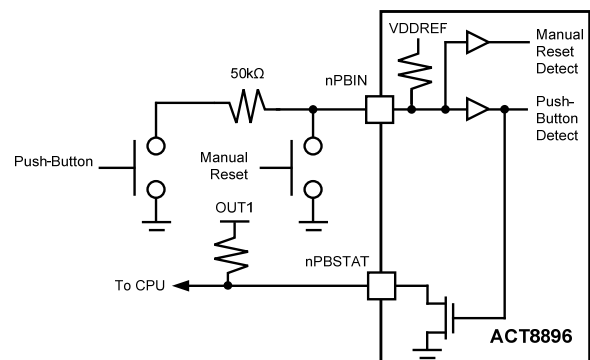 VDDREF
Manual
Reset
Detect
50kΩ
nPBIN
Push-
Button
Detect
Push-Button
Manual
Reset
OUT1
nPBSTAT
To CPU
ACT8896